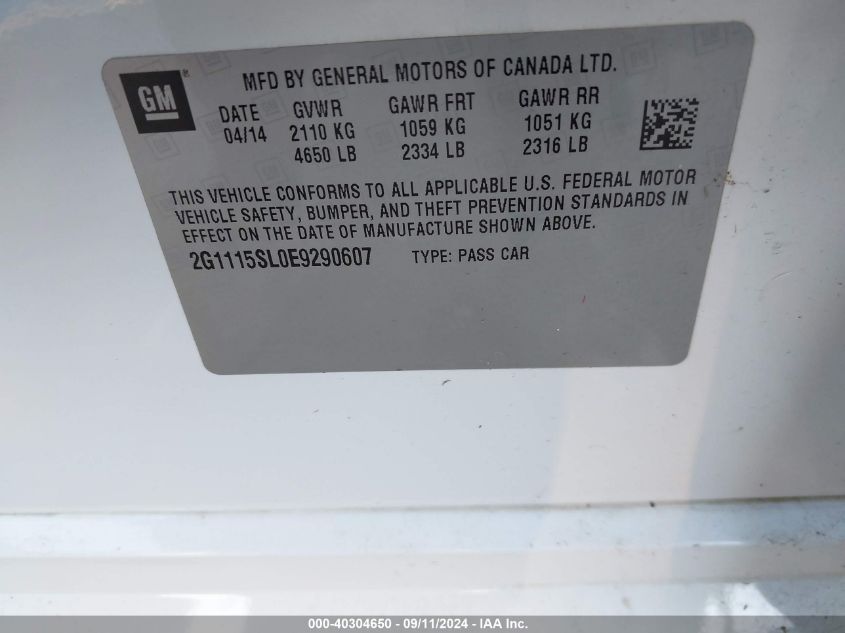 GM ®
MFD BY GENERAL MOTORS OF CANADA LTD.
DATE GVWR GAWR FRT GAWR RR
04/14 2110 KG 1059 KG 1051 KG
4650 LB 2334 LB 2316 LB
THIS VEHICLE CONFORMS TO ALL APPLICABLE U.S. FEDERAL MOTOR
VEHICLE SAFETY, BUMPER, AND THEFT PREVENTION STANDARDS IN
EFFECT ON THE DATE OF MANUFACTURE SHOWN ABOVE.
2G1115SL0E9290607 TYPE: PASS CAR
000-40304650 - 09/11/2024 - IAA Inc.